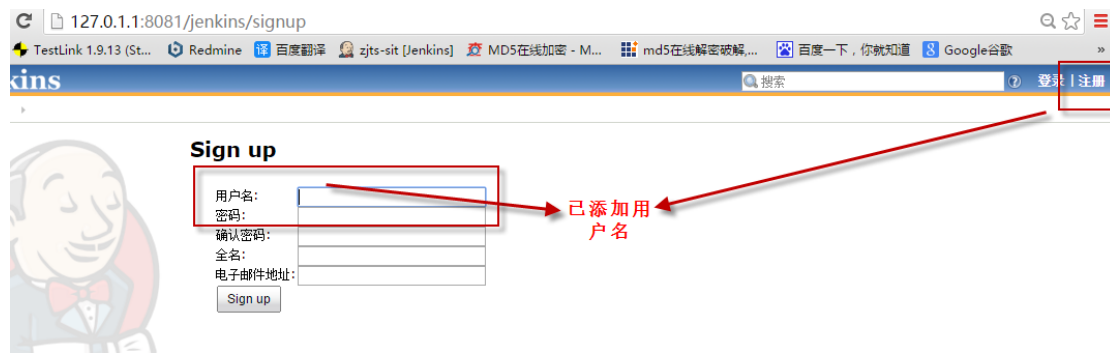 127.0.1.1:8081/jenkins/signup
TestLink 1.9.13 (St... Redmine 译 百度翻译 zjts-sit [Jenkins] MD5在线加密 - M... md5在线解密破解,... 百度一下，你就知道 8 Google谷歌 »
kins 搜索 ? 登录 | 注册
Sign up
用户名:
密码:
确认密码:
全名:
电子邮件地址:
Sign up
已添加用
户名